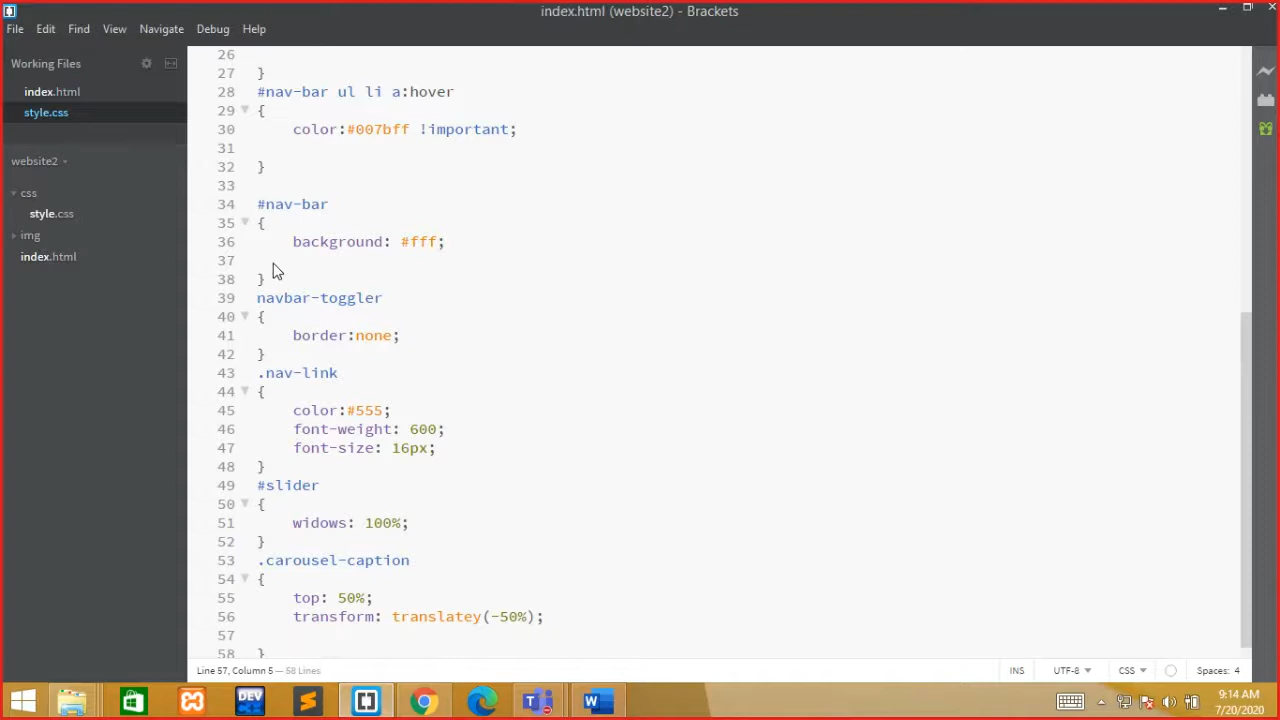 index.html (website2) - Brackets
File Edit Find View Navigate Debug Help
Working Files
index.html
style.css
website2
css
style.css
img
index.html
26
27 }
28 #nav-bar ul li a:hover
29 {
30 color:#007bff !important;
31
32 }
33
34 #nav-bar
35 {
36 background: #fff;
37
38 }
39 navbar-toggler
40 {
41 border:none;
42 }
43 .nav-link
44 {
45 color:#555;
46 font-weight: 600;
47 font-size: 16px;
48 }
49 #slider
50 {
51 widows: 100%;
52 }
53 .carousel-caption
54 {
55 top: 50%;
56 transform: translatey(-50%);
57
58 }
Line 57, Column 5 — 58 Lines
INS UTF-8 CSS Spaces: 4
DEV
9:14 AM
7/20/2020